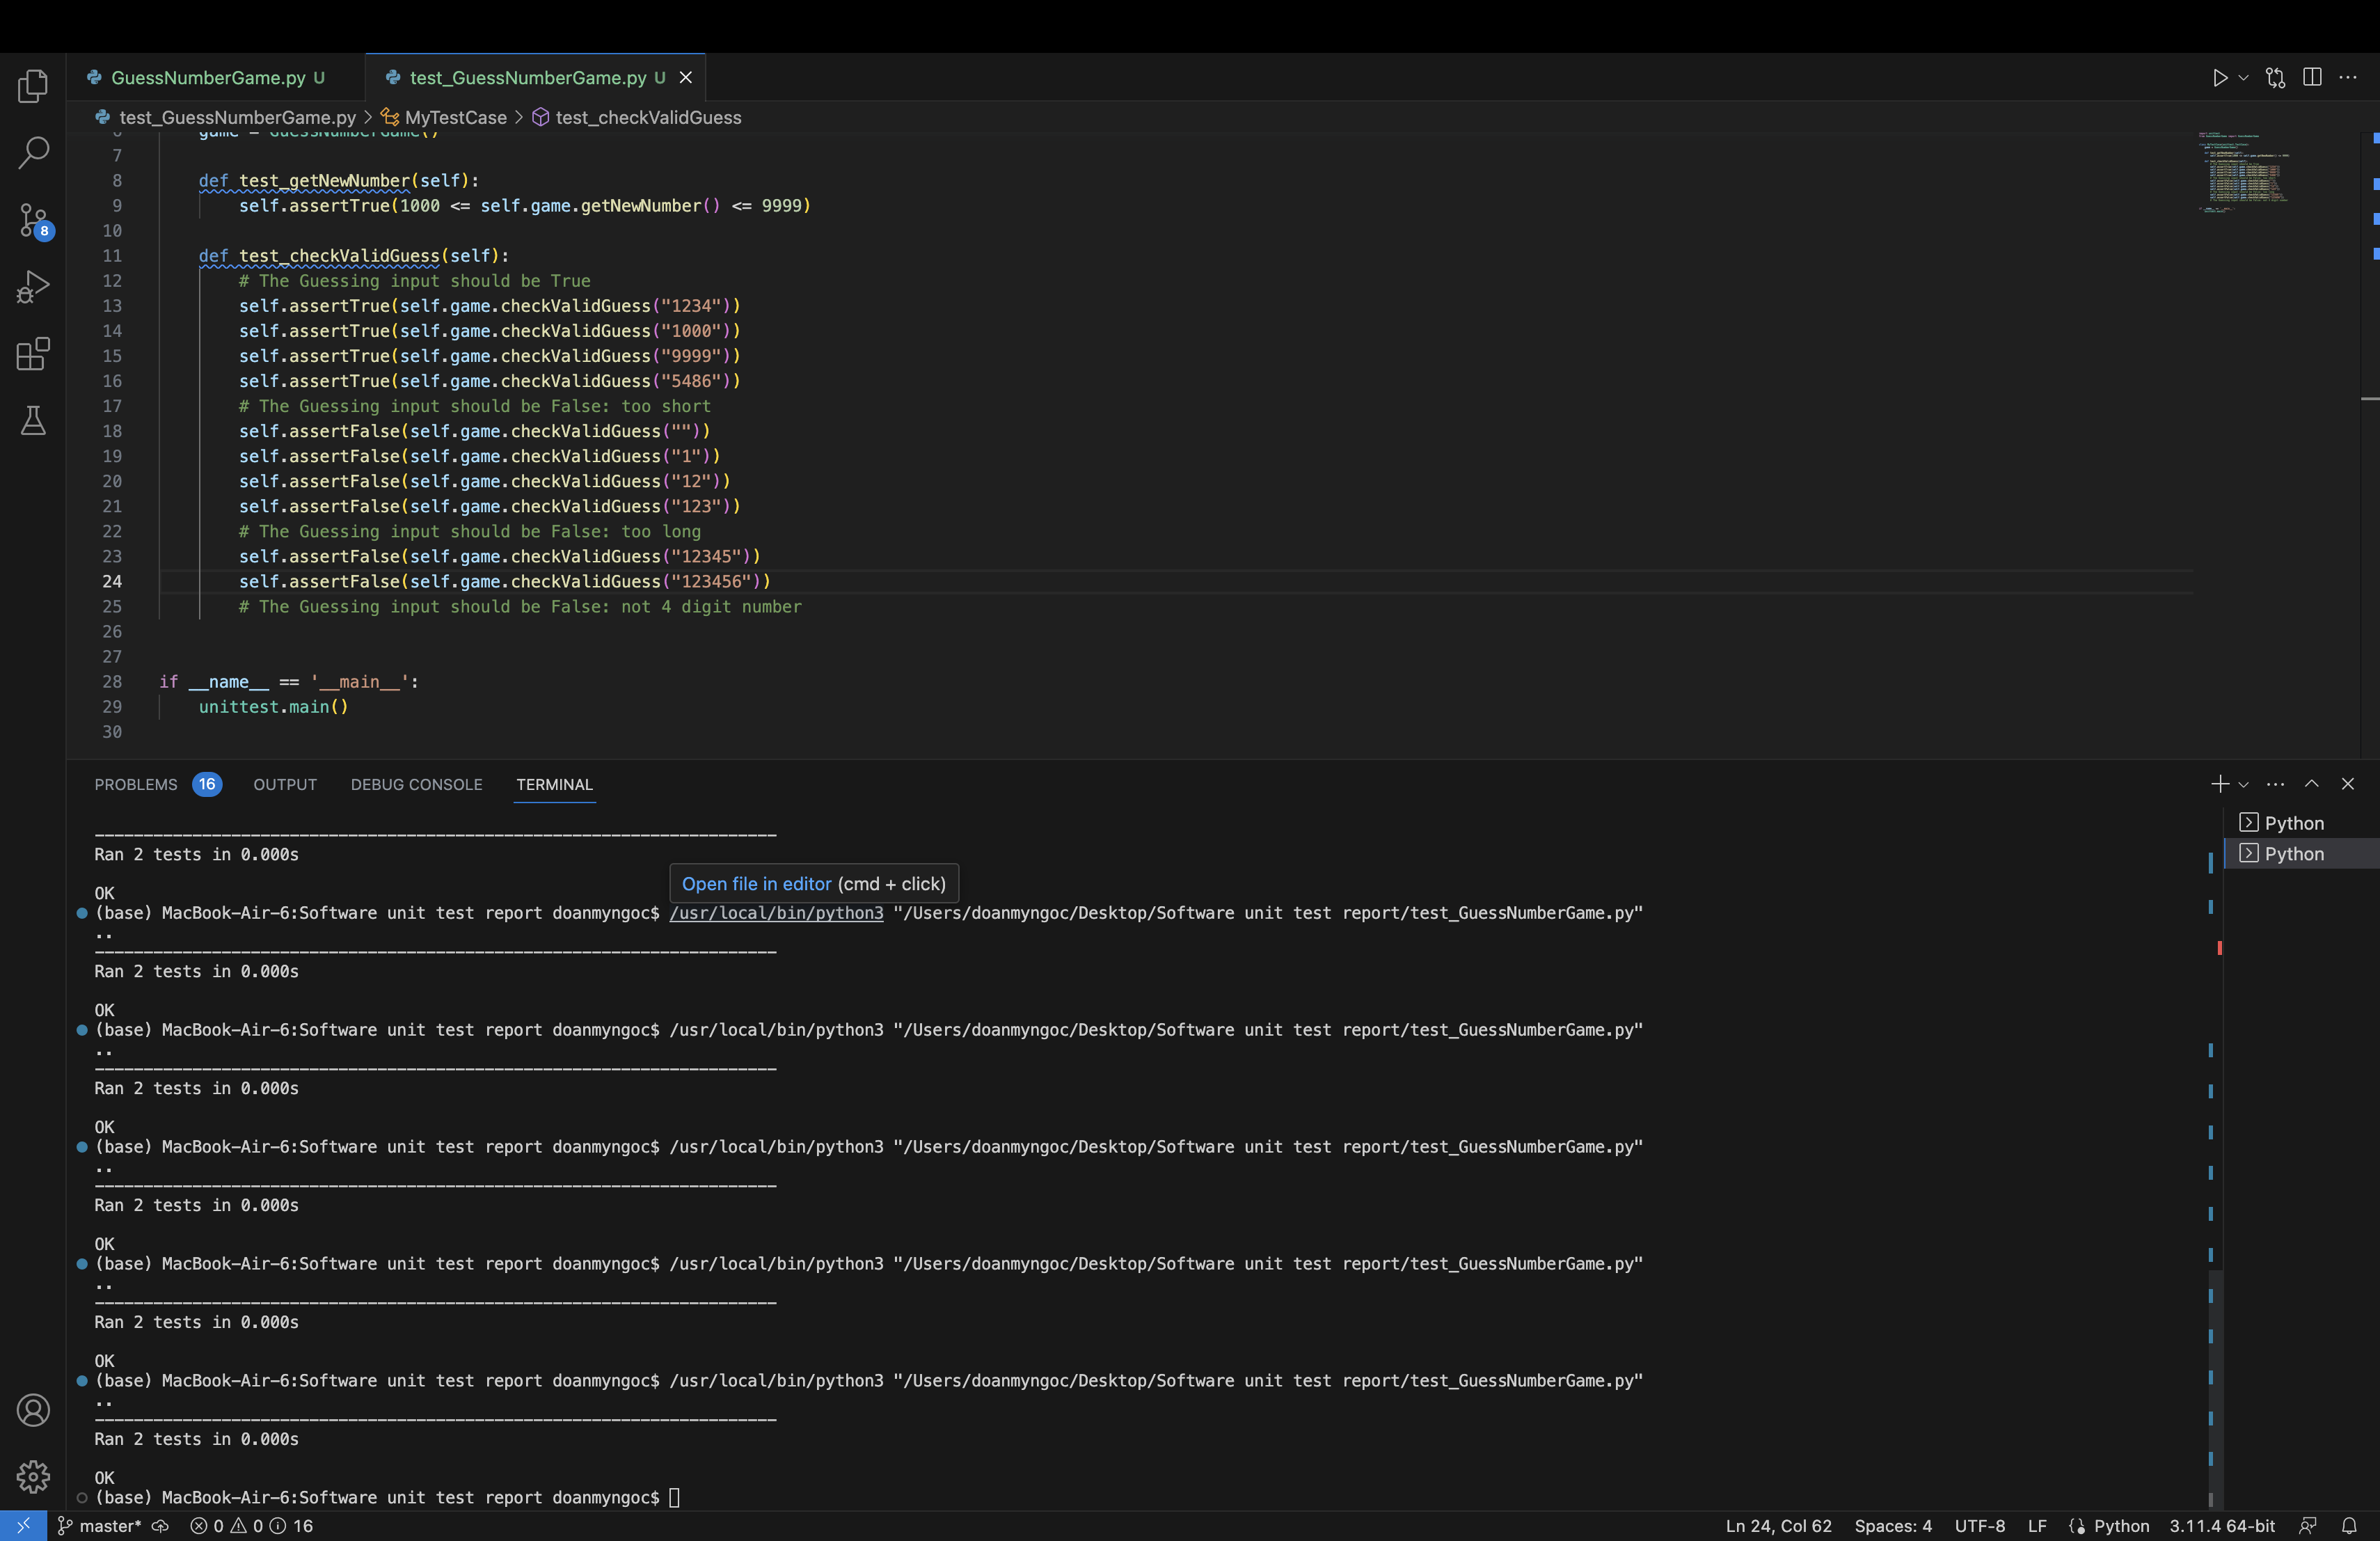 GuessNumberGame.py U
test_GuessNumberGame.py U
test_GuessNumberGame.py > MyTestCase > test_checkValidGuess
6 game = GuessNumberGame()
7
8 def test_getNewNumber(self):
9 self.assertTrue(1000 <= self.game.getNewNumber() <= 9999)
10
11 def test_checkValidGuess(self):
12 # The Guessing input should be True
13 self.assertTrue(self.game.checkValidGuess("1234"))
14 self.assertTrue(self.game.checkValidGuess("1000"))
15 self.assertTrue(self.game.checkValidGuess("9999"))
16 self.assertTrue(self.game.checkValidGuess("5486"))
17 # The Guessing input should be False: too short
18 self.assertFalse(self.game.checkValidGuess(""))
19 self.assertFalse(self.game.checkValidGuess("1"))
20 self.assertFalse(self.game.checkValidGuess("12"))
21 self.assertFalse(self.game.checkValidGuess("123"))
22 # The Guessing input should be False: too long
23 self.assertFalse(self.game.checkValidGuess("12345"))
24 self.assertFalse(self.game.checkValidGuess("123456"))
25 # The Guessing input should be False: not 4 digit number
26
27
28 if __name__ == '__main__':
29 unittest.main()
30
8
PROBLEMS 16 OUTPUT DEBUG CONSOLE TERMINAL
Python
Python
----------------------------------------------------------------------
Ran 2 tests in 0.000s
Open file in editor (cmd + click)
OK
(base) MacBook-Air-6:Software unit test report doanmyngoc$ /usr/local/bin/python3 "/Users/doanmyngoc/Desktop/Software unit test report/test_GuessNumberGame.py"
..
----------------------------------------------------------------------
Ran 2 tests in 0.000s
OK
(base) MacBook-Air-6:Software unit test report doanmyngoc$ /usr/local/bin/python3 "/Users/doanmyngoc/Desktop/Software unit test report/test_GuessNumberGame.py"
..
----------------------------------------------------------------------
Ran 2 tests in 0.000s
OK
(base) MacBook-Air-6:Software unit test report doanmyngoc$ /usr/local/bin/python3 "/Users/doanmyngoc/Desktop/Software unit test report/test_GuessNumberGame.py"
..
----------------------------------------------------------------------
Ran 2 tests in 0.000s
OK
(base) MacBook-Air-6:Software unit test report doanmyngoc$ /usr/local/bin/python3 "/Users/doanmyngoc/Desktop/Software unit test report/test_GuessNumberGame.py"
..
----------------------------------------------------------------------
Ran 2 tests in 0.000s
OK
(base) MacBook-Air-6:Software unit test report doanmyngoc$ /usr/local/bin/python3 "/Users/doanmyngoc/Desktop/Software unit test report/test_GuessNumberGame.py"
..
----------------------------------------------------------------------
Ran 2 tests in 0.000s
OK
(base) MacBook-Air-6:Software unit test report doanmyngoc$
master* 0 0 16 Ln 24, Col 62 Spaces: 4 UTF-8 LF Python 3.11.4 64-bit